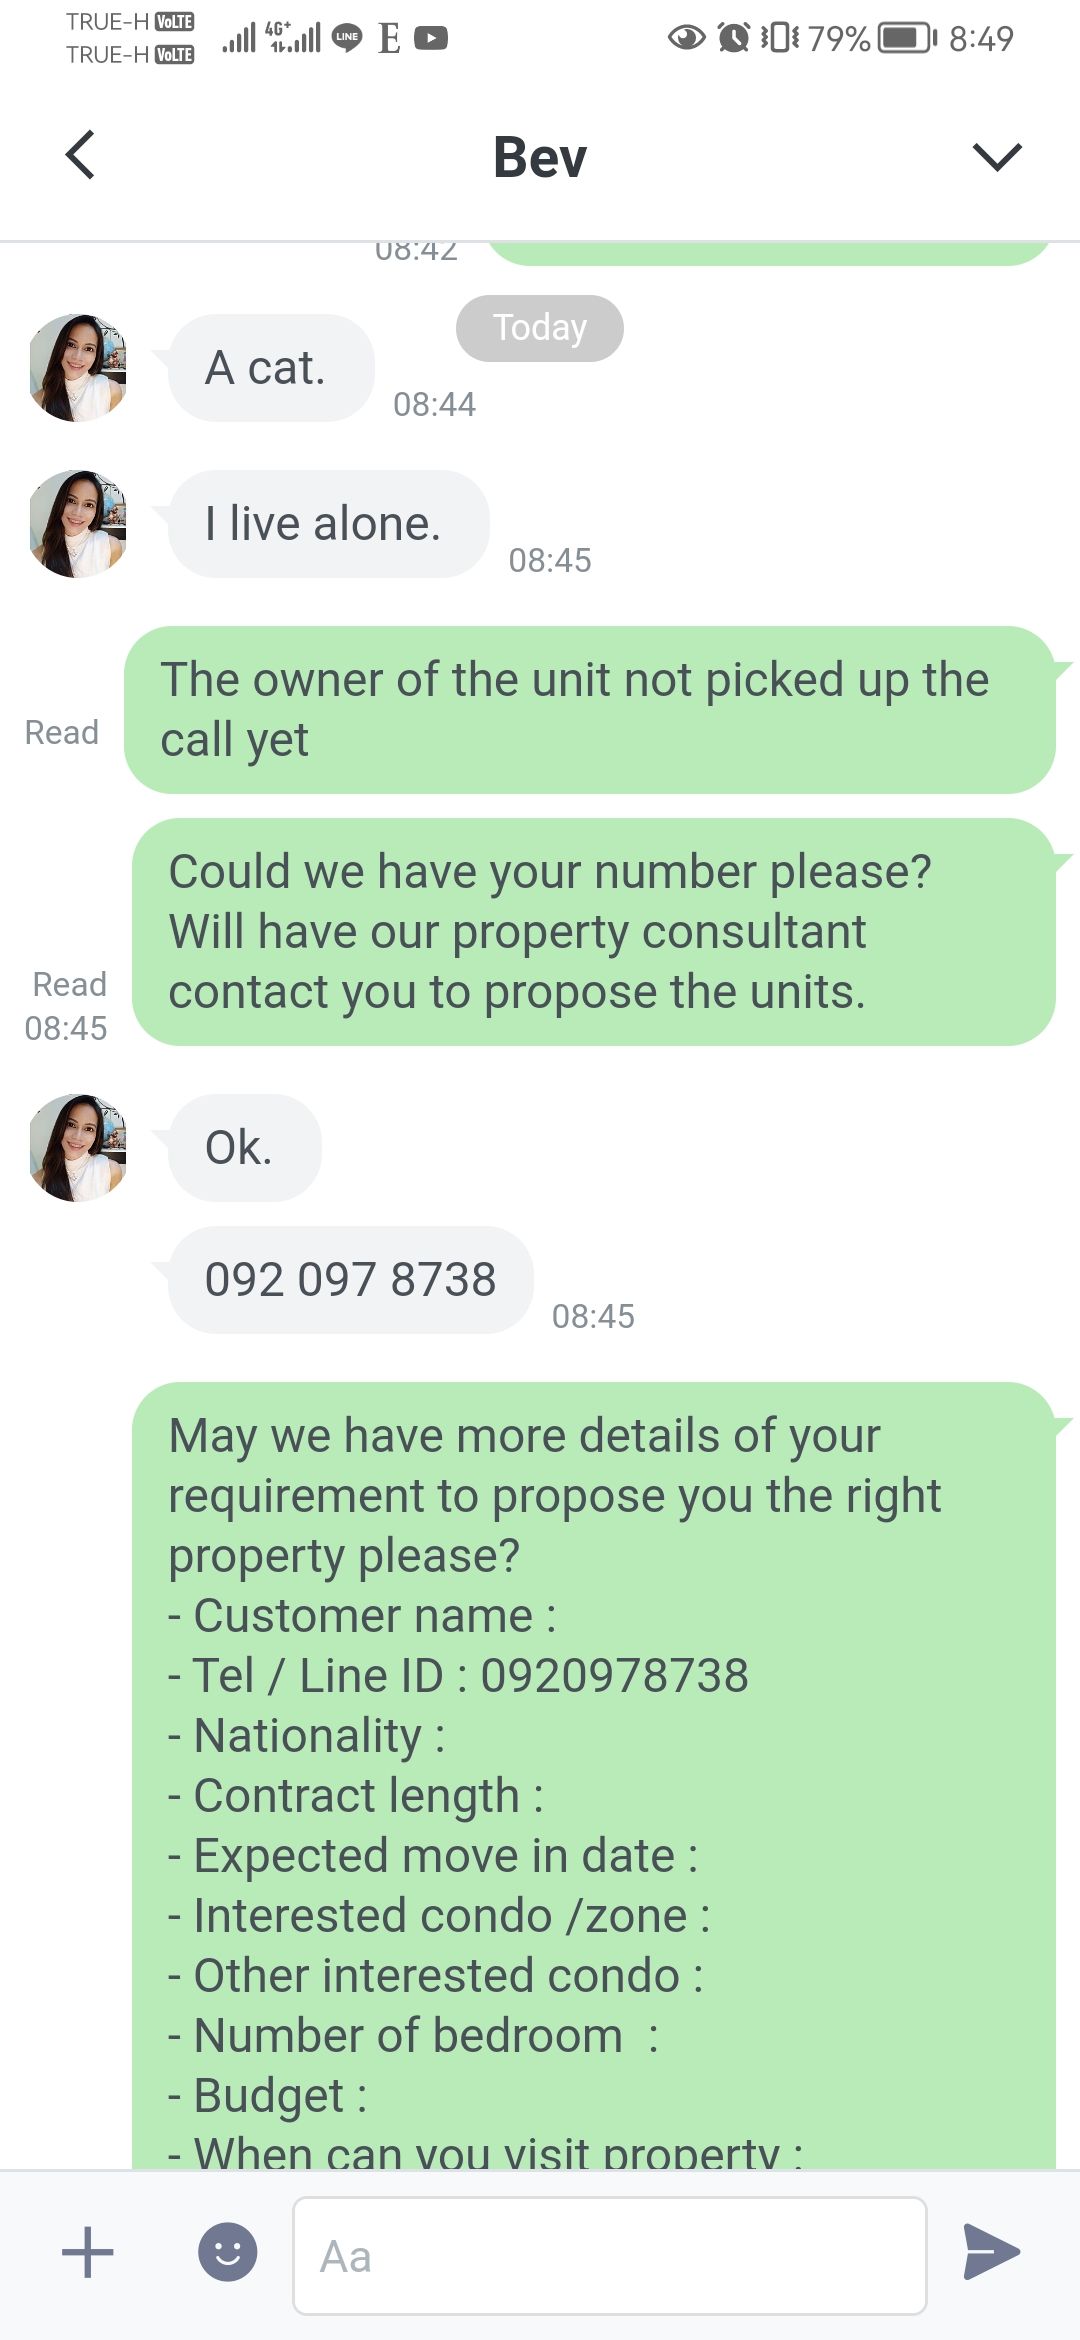 TRUE-H VoLTE
TRUE-H VoLTE
4G+
LINE
E
79%
8:49
Bev
08:42
Today
A cat.
08:44
I live alone.
08:45
The owner of the unit not picked up the
call yet
Read
Could we have your number please?
Will have our property consultant
contact you to propose the units.
Read
08:45
Ok.
092 097 8738
08:45
May we have more details of your
requirement to propose you the right
property please?
- Customer name :
- Tel / Line ID : 0920978738
- Nationality :
- Contract length :
- Expected move in date :
- Interested condo /zone :
- Other interested condo :
- Number of bedroom  :
- Budget :
- When can you visit property :
Aa